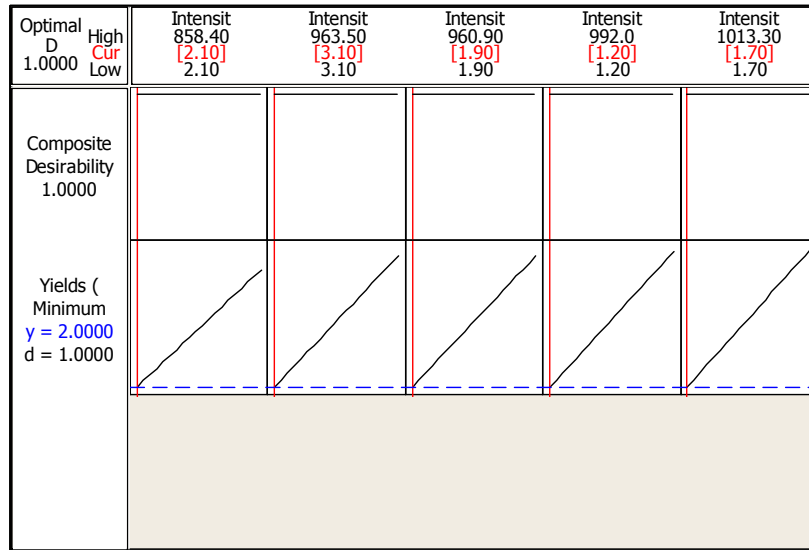 Optimal
D
1.0000
High
Cur
Low
Intensit
858.40
[2.10]
2.10
Intensit
963.50
[3.10]
3.10
Intensit
960.90
[1.90]
1.90
Intensit
992.0
[1.20]
1.20
Intensit
1013.30
[1.70]
1.70
Composite
Desirability
1.0000
Yields (
Minimum
y = 2.0000
d = 1.0000